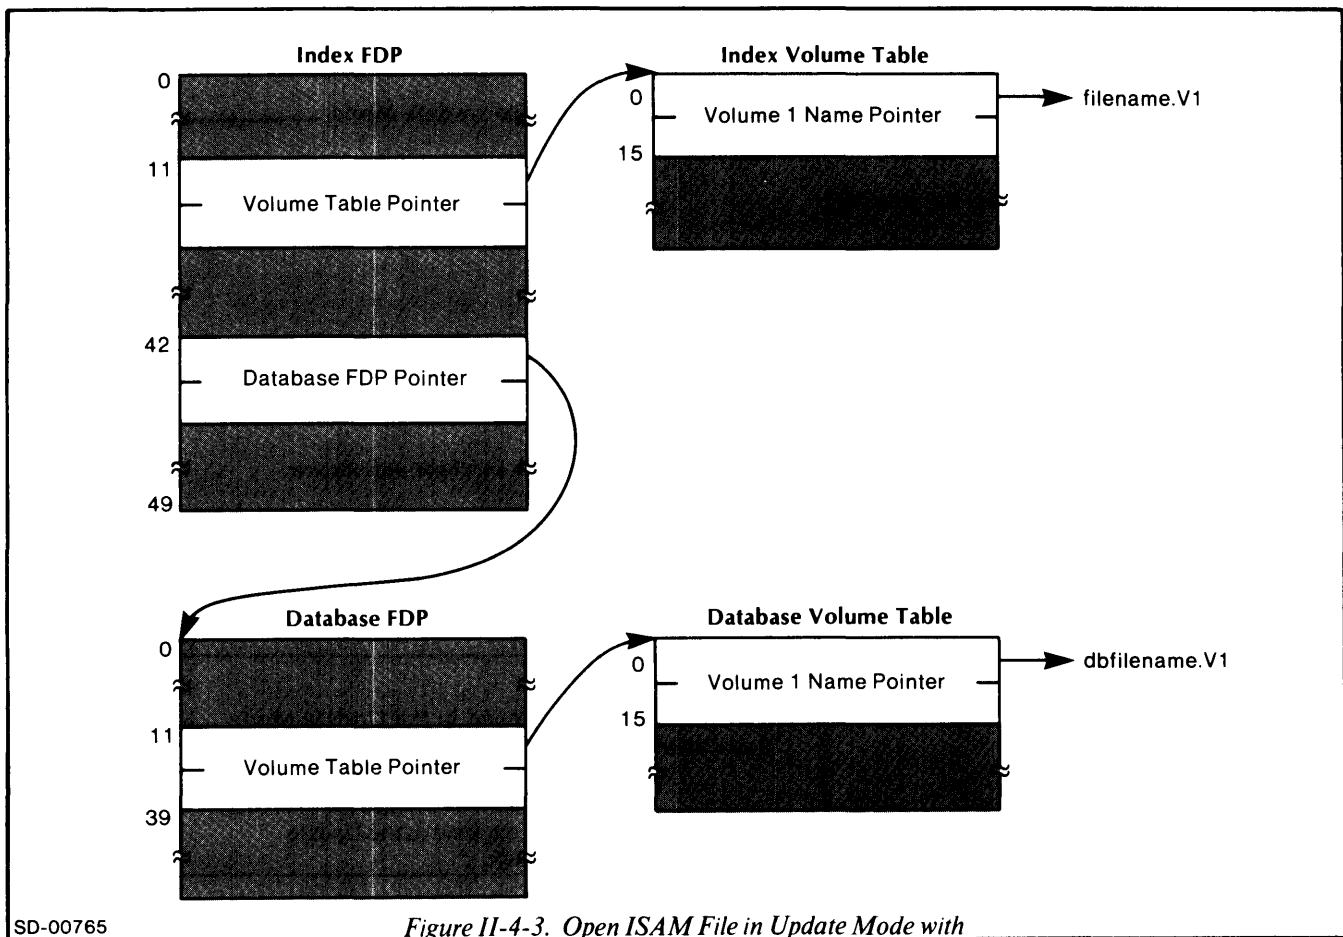 Index FDP
Index Volume Table
0
0
Volume 1 Name Pointer
filename.V1
11
15
Volume Table Pointer
42
Database FDP Pointer
49
Database FDP
Database Volume Table
0
0
Volume 1 Name Pointer
dbfilename.V1
11
15
Volume Table Pointer
39
SD-00765
Figure II-4-3. Open ISAM File in Update Mode with